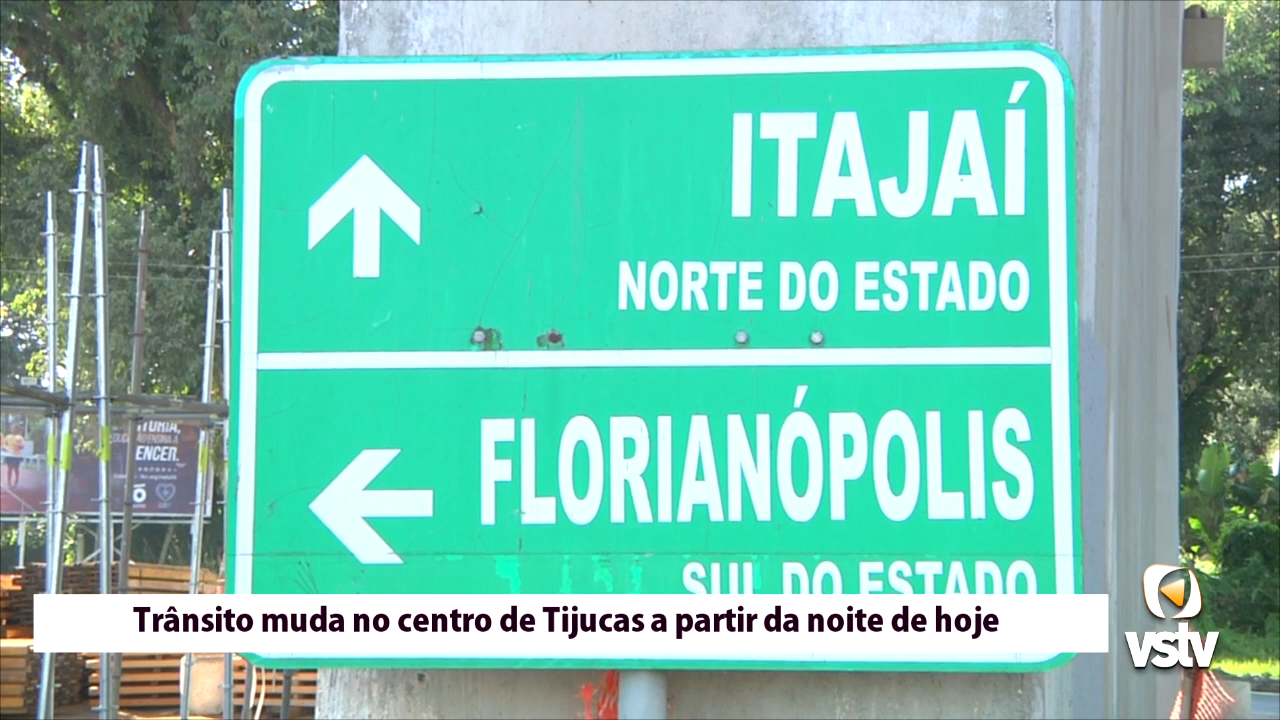 ITAJAÍ
NORTE DO ESTADO
FLORIANÓPOLIS
SUL DO ESTADO
ENCER.
Trânsito muda no centro de Tijucas a partir da noite de hoje
vstv